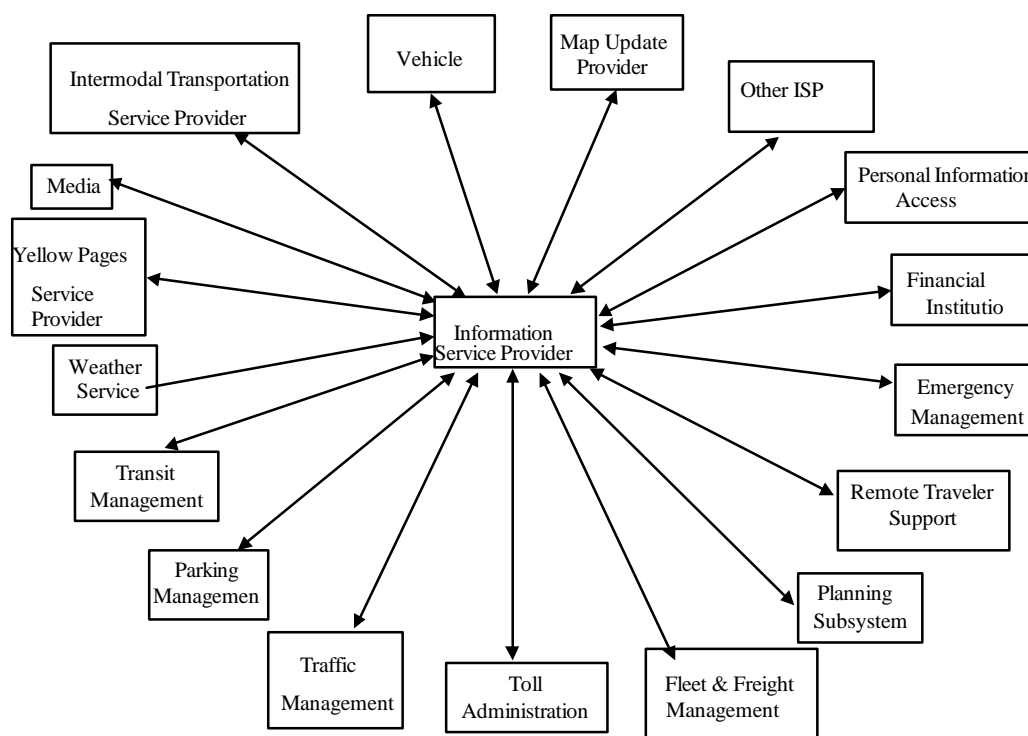 Intermodal Transportation
Service Provider
Vehicle
Map Update
Provider
Other ISP
Media
Personal Information
Access
Yellow Pages
Service
Provider
Financial
Institutio
Information
Service Provider
Weather
Service
Emergency
Management
Transit
Management
Remote Traveler
Support
Parking
Managemen
Planning
Subsystem
Traffic
Management
Toll
Administration
Fleet & Freight
Management